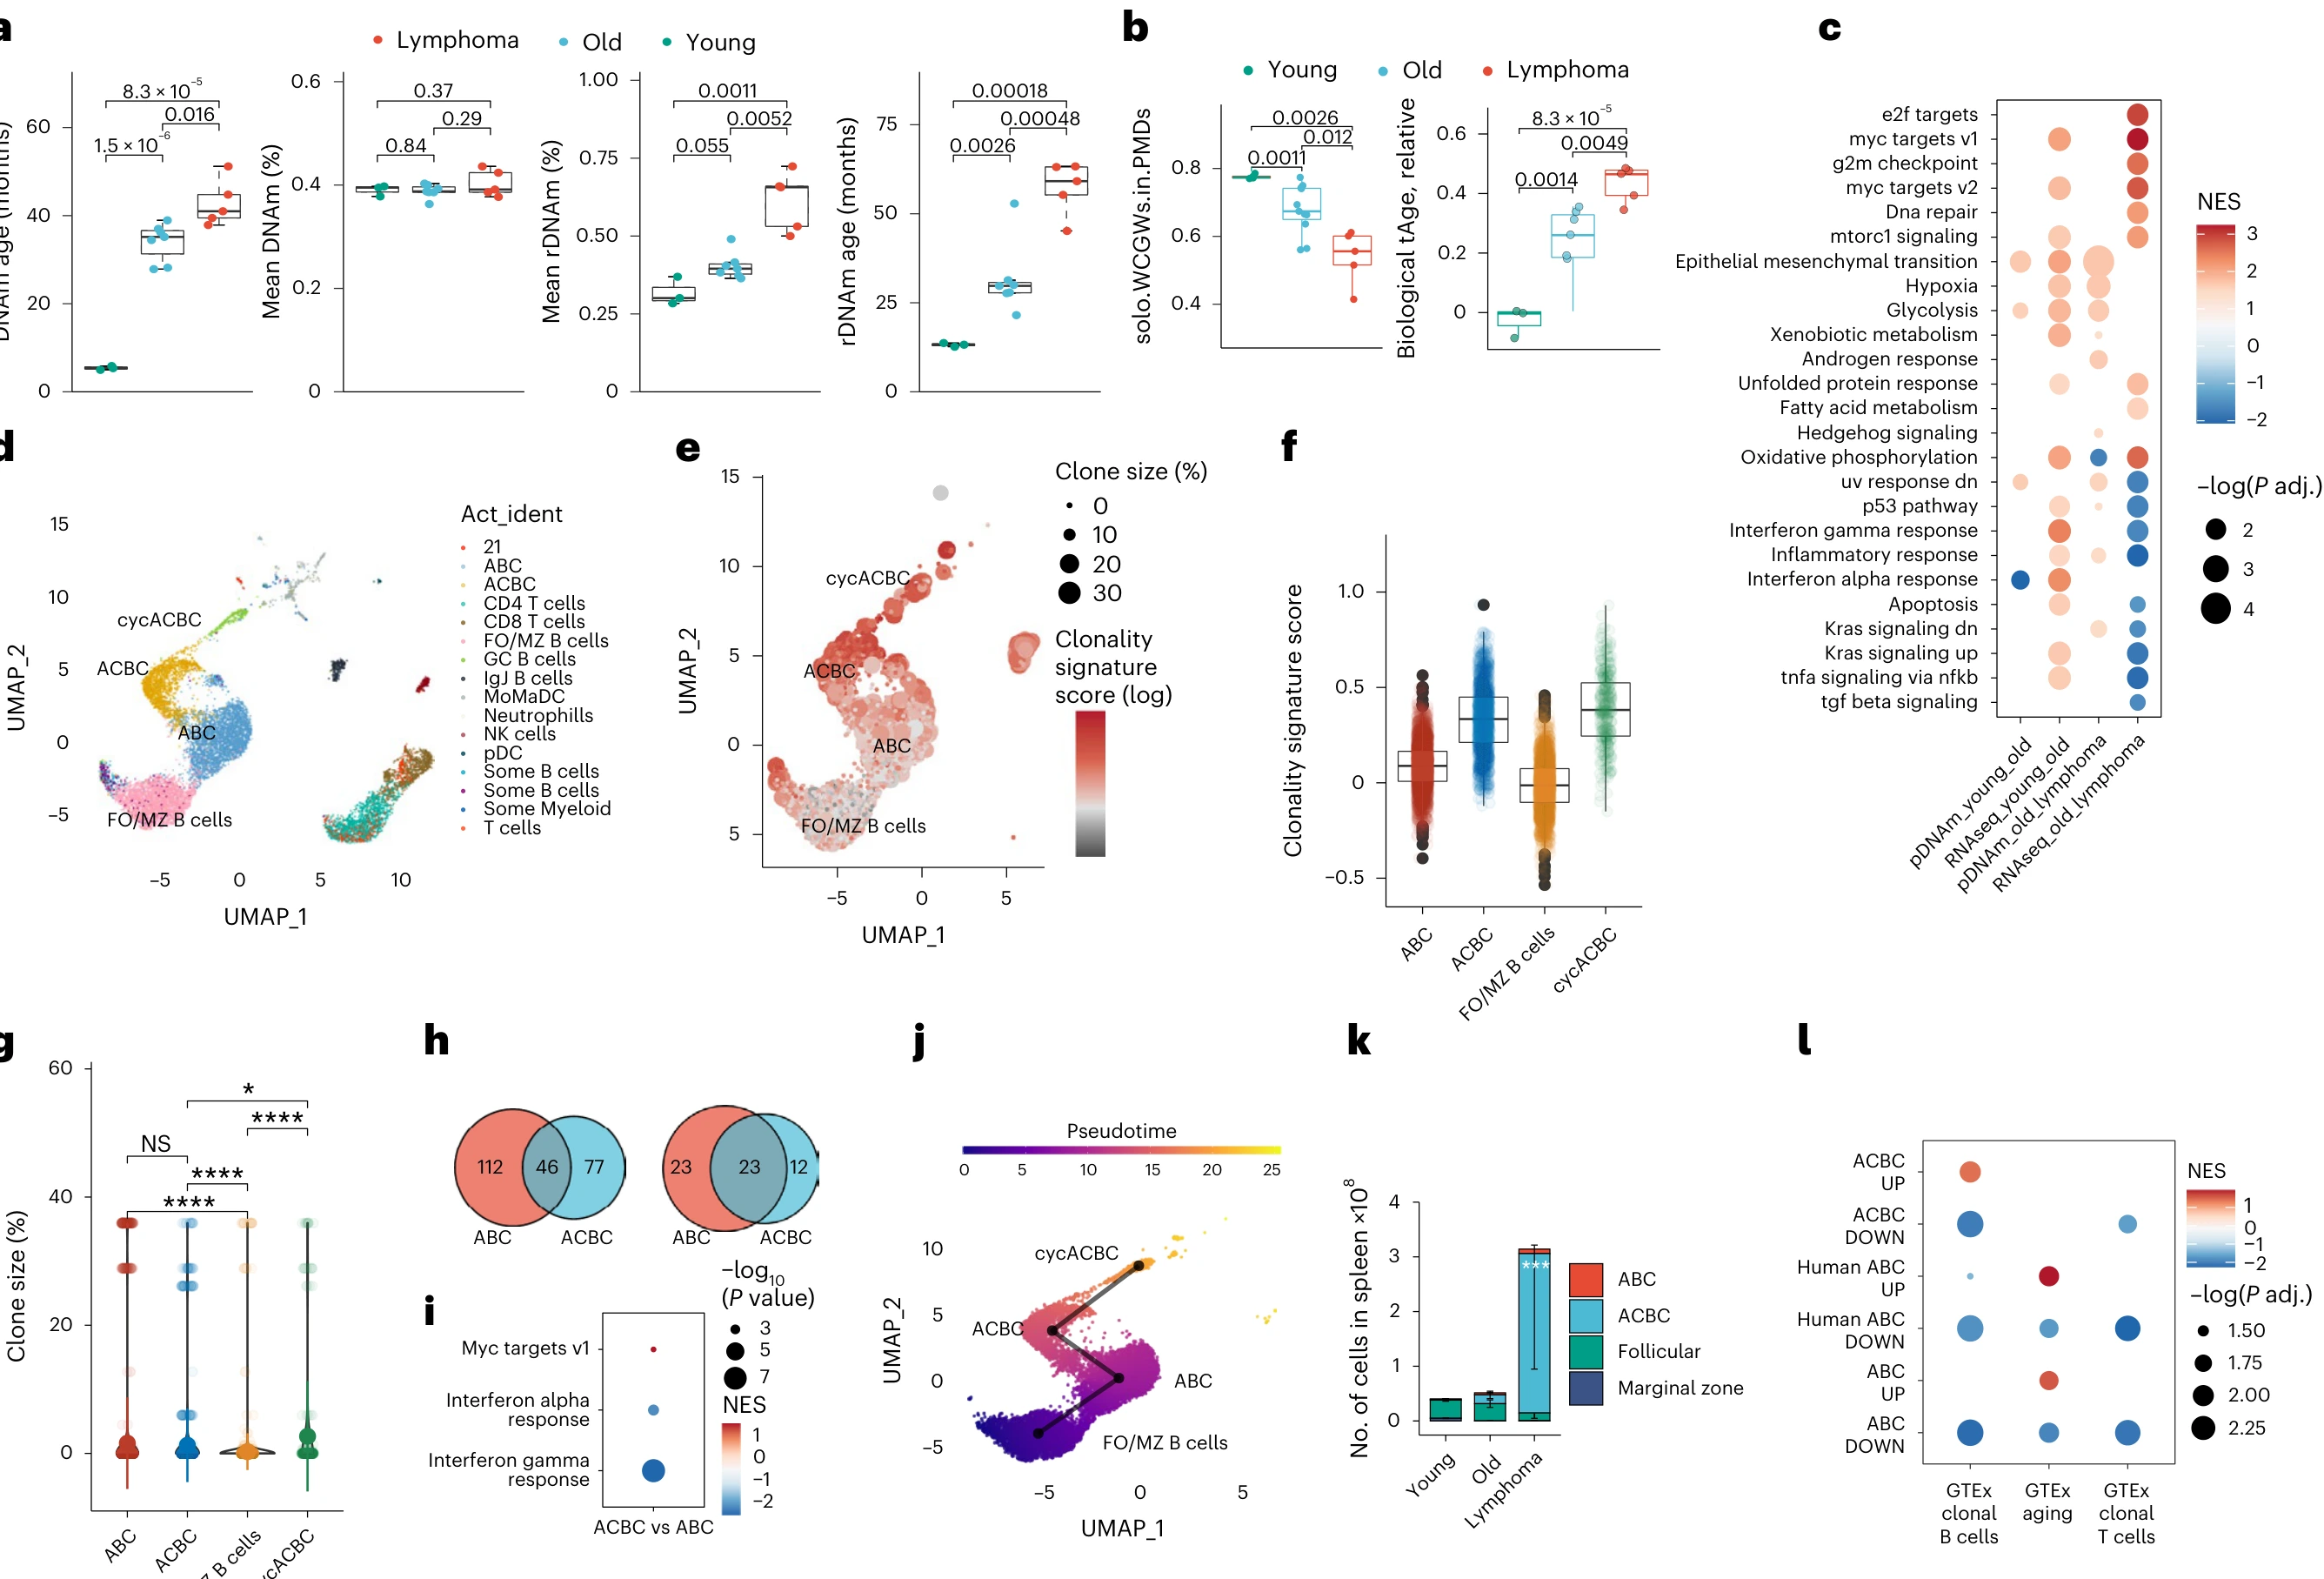 a
Lymphoma
Old
Young
DNAm age (months)
60
40
20
0
8.3 × 10⁻⁵
0.016
1.5 × 10⁻⁶
Mean DNAm (%)
0.6
0.4
0.2
0
0.37
0.29
0.84
Mean rDNAm (%)
1.00
0.75
0.50
0.25
0
0.0011
0.0052
0.055
rDNAm age (months)
75
50
25
0
0.00018
0.00048
0.0026
b
Young
Old
Lymphoma
solo.WCGWs.in.PMDs
0.8
0.6
0.4
0.0026
0.012
0.0011
Biological tAge, relative
0.6
0.4
0.2
0
8.3 × 10⁻⁵
0.0049
0.0014
c
e2f targets
myc targets v1
g2m checkpoint
myc targets v2
Dna repair
mtorc1 signaling
Epithelial mesenchymal transition
Hypoxia
Glycolysis
Xenobiotic metabolism
Androgen response
Unfolded protein response
Fatty acid metabolism
Hedgehog signaling
Oxidative phosphorylation
uv response dn
p53 pathway
Interferon gamma response
Inflammatory response
Interferon alpha response
Apoptosis
Kras signaling dn
Kras signaling up
tnfa signaling via nfkb
tgf beta signaling
pDNAm_young_old
RNAseq_young_old
pDNAm_old_lymphoma
RNAseq_old_lymphoma
NES
3
2
1
0
−1
−2
−log(P adj.)
2
3
4
d
UMAP_2
15
10
5
0
−5
cycACBC
ACBC
ABC
FO/MZ B cells
−5
0
5
10
UMAP_1
Act_ident
21
ABC
ACBC
CD4 T cells
CD8 T cells
FO/MZ B cells
GC B cells
IgJ B cells
MoMaDC
Neutrophills
NK cells
pDC
Some B cells
Some B cells
Some Myeloid
T cells
e
UMAP_2
15
10
5
0
5
cycACBC
ACBC
ABC
FO/MZ B cells
−5
0
5
UMAP_1
Clone size (%)
0
10
20
30
Clonality
signature
score (log)
f
Clonality signature score
1.0
0.5
0
−0.5
ABC
ACBC
FO/MZ B cells
cycACBC
g
Clone size (%)
60
40
20
0
*
****
NS
****
****
ABC
ACBC
Z B cells
ycACBC
h
112
46
77
ABC
ACBC
23
23
12
ABC
ACBC
i
Myc targets v1
Interferon alpha
response
Interferon gamma
response
ACBC vs ABC
−log₁₀
(P value)
3
5
7
NES
1
0
−1
−2
j
Pseudotime
0
5
10
15
20
25
UMAP_2
10
5
0
−5
cycACBC
ACBC
ABC
FO/MZ B cells
−5
0
5
UMAP_1
k
No. of cells in spleen ×10⁸
4
3
2
1
0
***
Young
Old
Lymphoma
ABC
ACBC
Follicular
Marginal zone
l
ACBC
UP
ACBC
DOWN
Human ABC
UP
Human ABC
DOWN
ABC
UP
ABC
DOWN
GTEx
clonal
B cells
GTEx
aging
GTEx
clonal
T cells
NES
1
0
−1
−2
−log(P adj.)
1.50
1.75
2.00
2.25